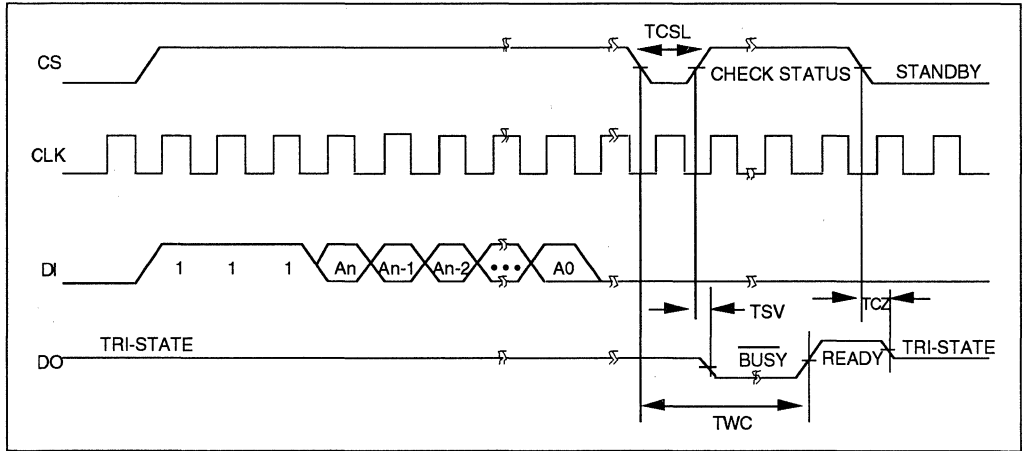 TCSL
CS
CHECK STATUS
STANDBY
CLK
DI
1 1 1 An An-1 An-2 ••• A0
TSV
TCZ
DO
TRI-STATE
BUSY
READY
TRI-STATE
TWC